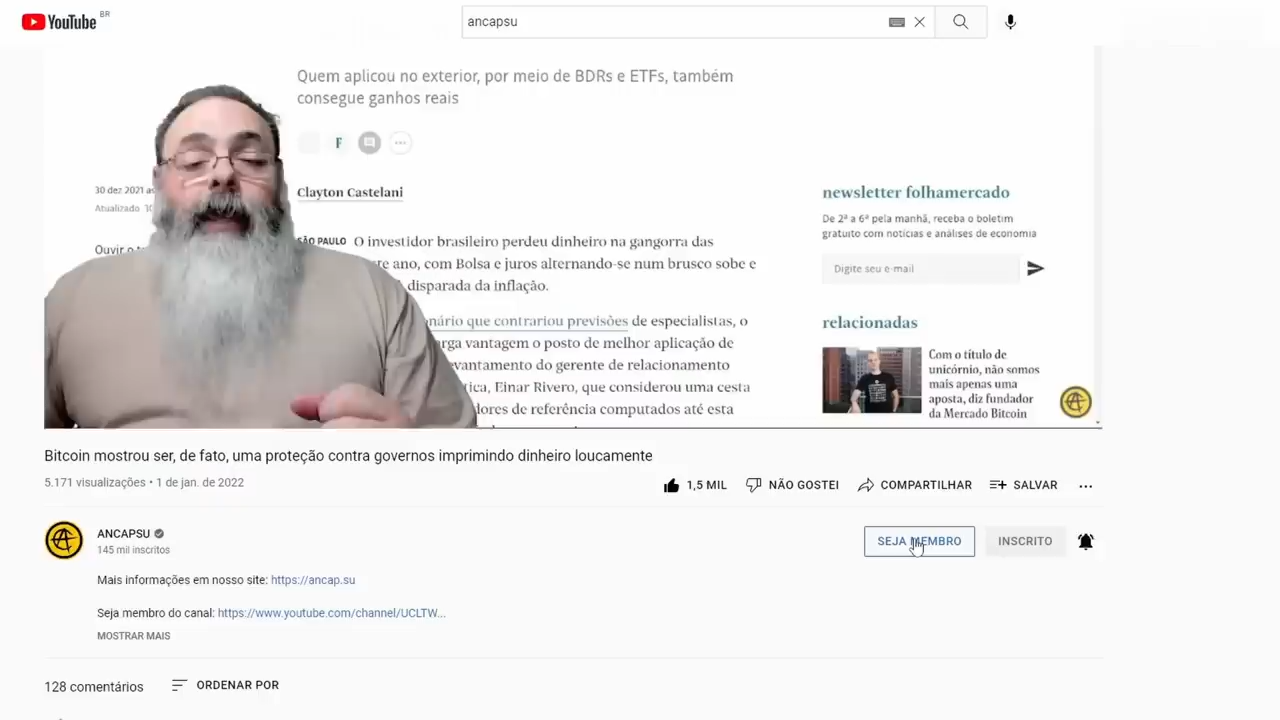 YouTube BR
ancapsu
Quem aplicou no exterior, por meio de BDRs e ETFs, também
consegue ganhos reais
F
30 dez 2021
Atualizado
Clayton Castelani
newsletter folhamercado
De 2ª a 6ª pela manhã, receba o boletim
gratuito com notícias e análises de economia
Digite seu e-mail
Ouvir o
SÃO PAULO O investidor brasileiro perdeu dinheiro na gangorra das
ano, com Bolsa e juros alternando-se num brusco sobe e
disparada da inflação.
que contrariou previsões de especialistas, o
vantagem o posto de melhor aplicação de
do gerente de relacionamento
Einar Rivero, que considerou uma cesta
de referência computados até esta
relacionadas
Com o título de
unicórnio, não somos
mais apenas uma
aposta, diz fundador
da Mercado Bitcoin
Bitcoin mostrou ser, de fato, uma proteção contra governos imprimindo dinheiro loucamente
5.171 visualizações • 1 de jan. de 2022
1,5 MIL NÃO GOSTEI COMPARTILHAR SALVAR
ANCAPSU
145 mil inscritos
SEJA MEMBRO INSCRITO
Mais informações em nosso site: https://ancap.su
Seja membro do canal: https://www.youtube.com/channel/UCLTW...
MOSTRAR MAIS
128 comentários ORDENAR POR